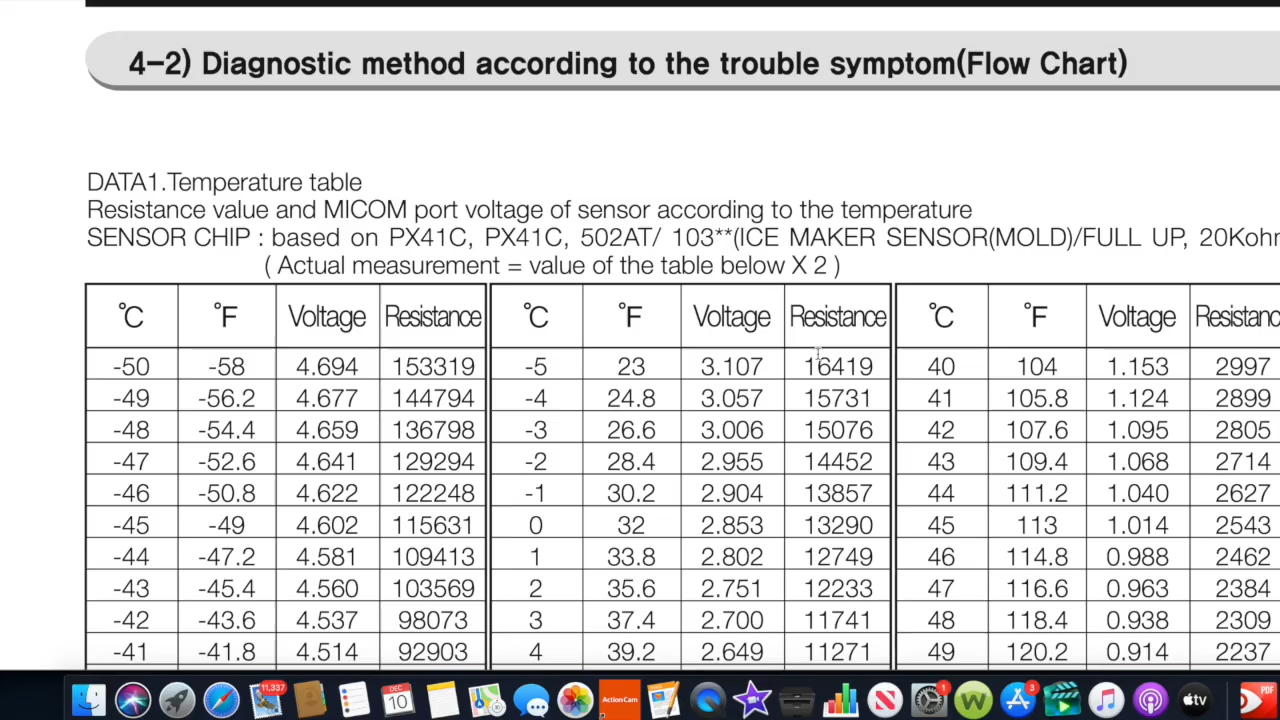 4-2) Diagnostic method according to the trouble symptom(Flow Chart)
DATA1.Temperature table
Resistance value and MICOM port voltage of sensor according to the temperature
SENSOR CHIP : based on PX41C, PX41C, 502AT/ 103**(ICE MAKER SENSOR(MOLD)/FULL UP, 20Kohm
( Actual measurement = value of the table below X 2 )
℃ ℉ Voltage Resistance ℃ ℉ Voltage Resistance ℃ ℉ Voltage Resistanc
-50 -58 4.694 153319 -5 23 3.107 16419 40 104 1.153 2997
-49 -56.2 4.677 144794 -4 24.8 3.057 15731 41 105.8 1.124 2899
-48 -54.4 4.659 136798 -3 26.6 3.006 15076 42 107.6 1.095 2805
-47 -52.6 4.641 129294 -2 28.4 2.955 14452 43 109.4 1.068 2714
-46 -50.8 4.622 122248 -1 30.2 2.904 13857 44 111.2 1.040 2627
-45 -49 4.602 115631 0 32 2.853 13290 45 113 1.014 2543
-44 -47.2 4.581 109413 1 33.8 2.802 12749 46 114.8 0.988 2462
-43 -45.4 4.560 103569 2 35.6 2.751 12233 47 116.6 0.963 2384
-42 -43.6 4.537 98073 3 37.4 2.700 11741 48 118.4 0.938 2309
-41 -41.8 4.514 92903 4 39.2 2.649 11271 49 120.2 0.914 2237
11,337 DEC 10 ActionCam 1 W 3 tv PDF